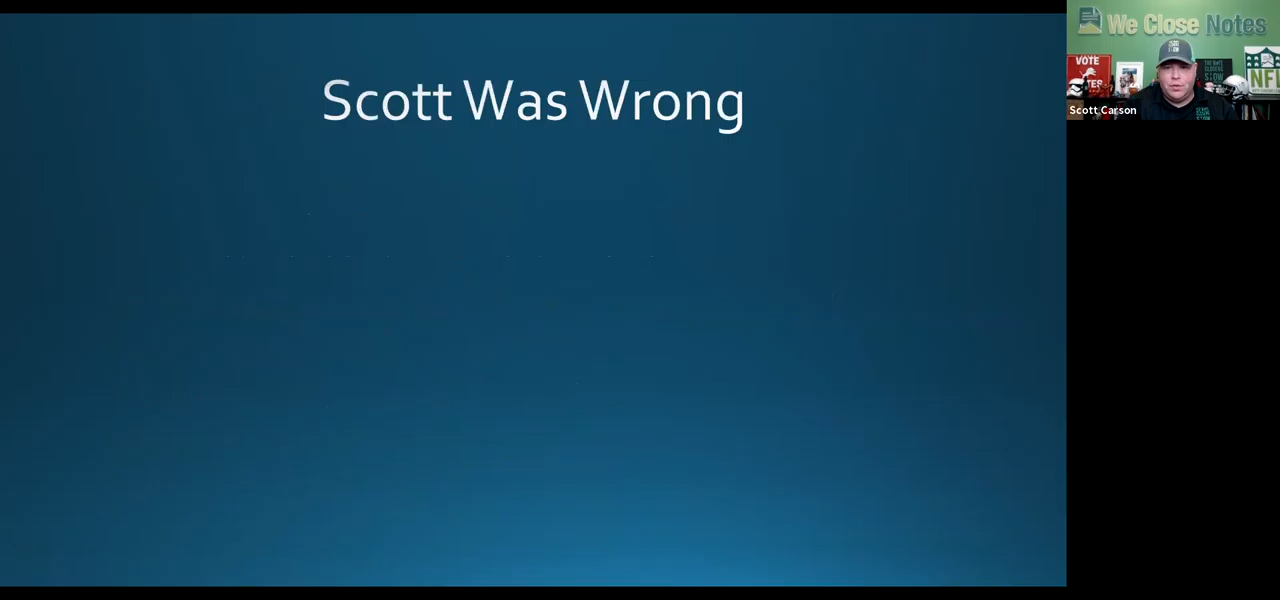 Scott Was Wrong
We Close Notes
VOTE
NFL
Scott Carson